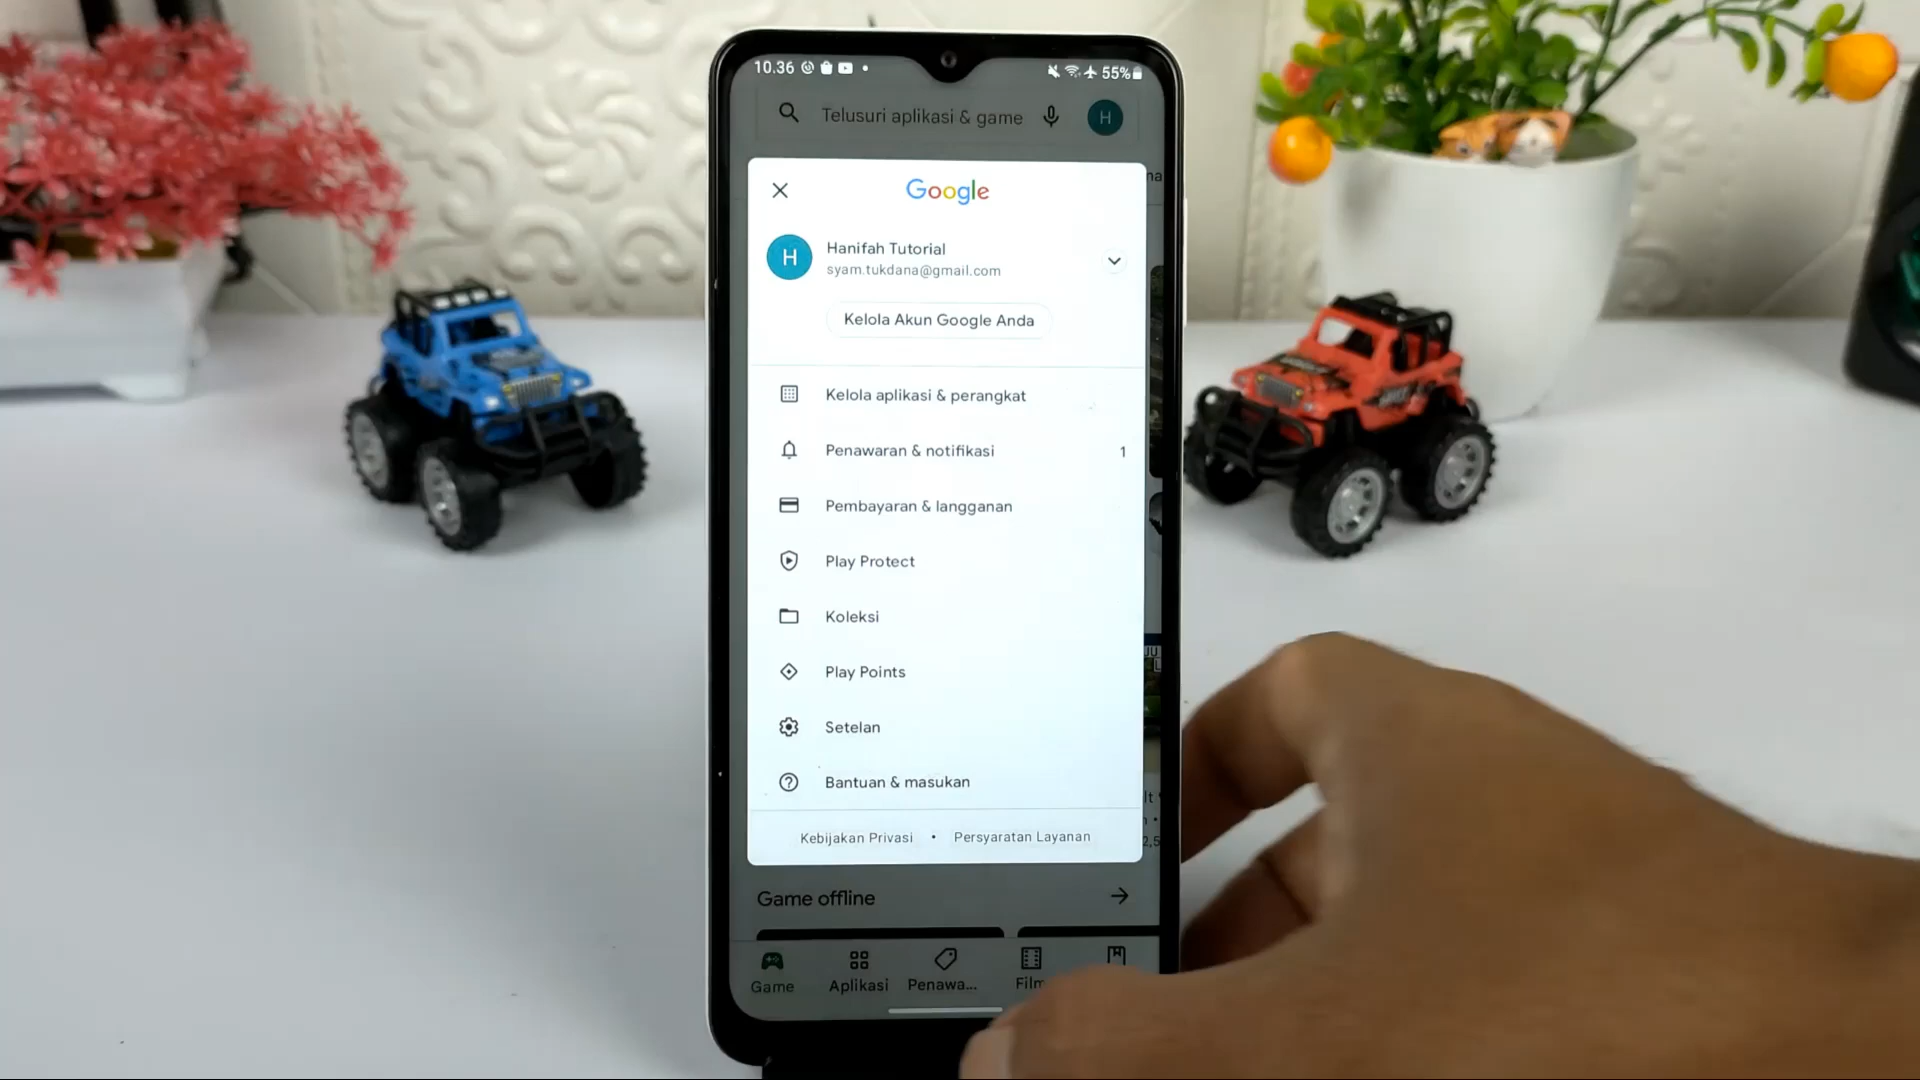 10.36
55%
Telusuri aplikasi & game
H
Google
H
Hanifah Tutorial
syam.tukdana@gmail.com
Kelola Akun Google Anda
Kelola aplikasi & perangkat
Penawaran & notifikasi
1
Pembayaran & langganan
Play Protect
Koleksi
Play Points
Setelan
Bantuan & masukan
Kebijakan Privasi • Persyaratan Layanan
Game offline
Game
Aplikasi
Penawa...
Film